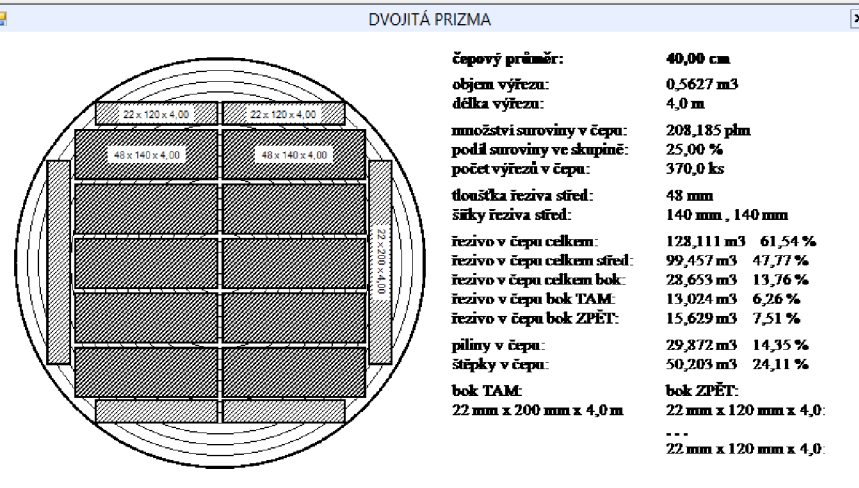 DVOJITÁ PRIZMA
22 x 120 x 4,00 22 x 120 x 4,00
48 x 140 x 4,00 48 x 140 x 4,00
22 x 200 x 4,00
čepový průměr: 40,00 cm
objem výřezu: 0,5627 m3
délka výřezu: 4,0 m
množství suroviny v čepu: 208,185 plm
podíl suroviny ve skupině: 25,00 %
počet výřezů v čepu: 370,0 ks
tloušťka řeziva střed: 48 mm
šířky řeziva střed: 140 mm , 140 mm
řezivo v čepu celkem: 128,111 m3 61,54 %
řezivo v čepu celkem střed: 99,457 m3 47,77 %
řezivo v čepu celkem bok: 28,653 m3 13,76 %
řezivo v čepu bok TAM: 13,024 m3 6,26 %
řezivo v čepu bok ZPĚT: 15,629 m3 7,51 %
piliny v čepu: 29,872 m3 14,35 %
štěpky v čepu: 50,203 m3 24,11 %
bok TAM: bok ZPĚT:
22 mm x 200 mm x 4,0 m 22 mm x 120 mm x 4,0
- - -
22 mm x 120 mm x 4,0